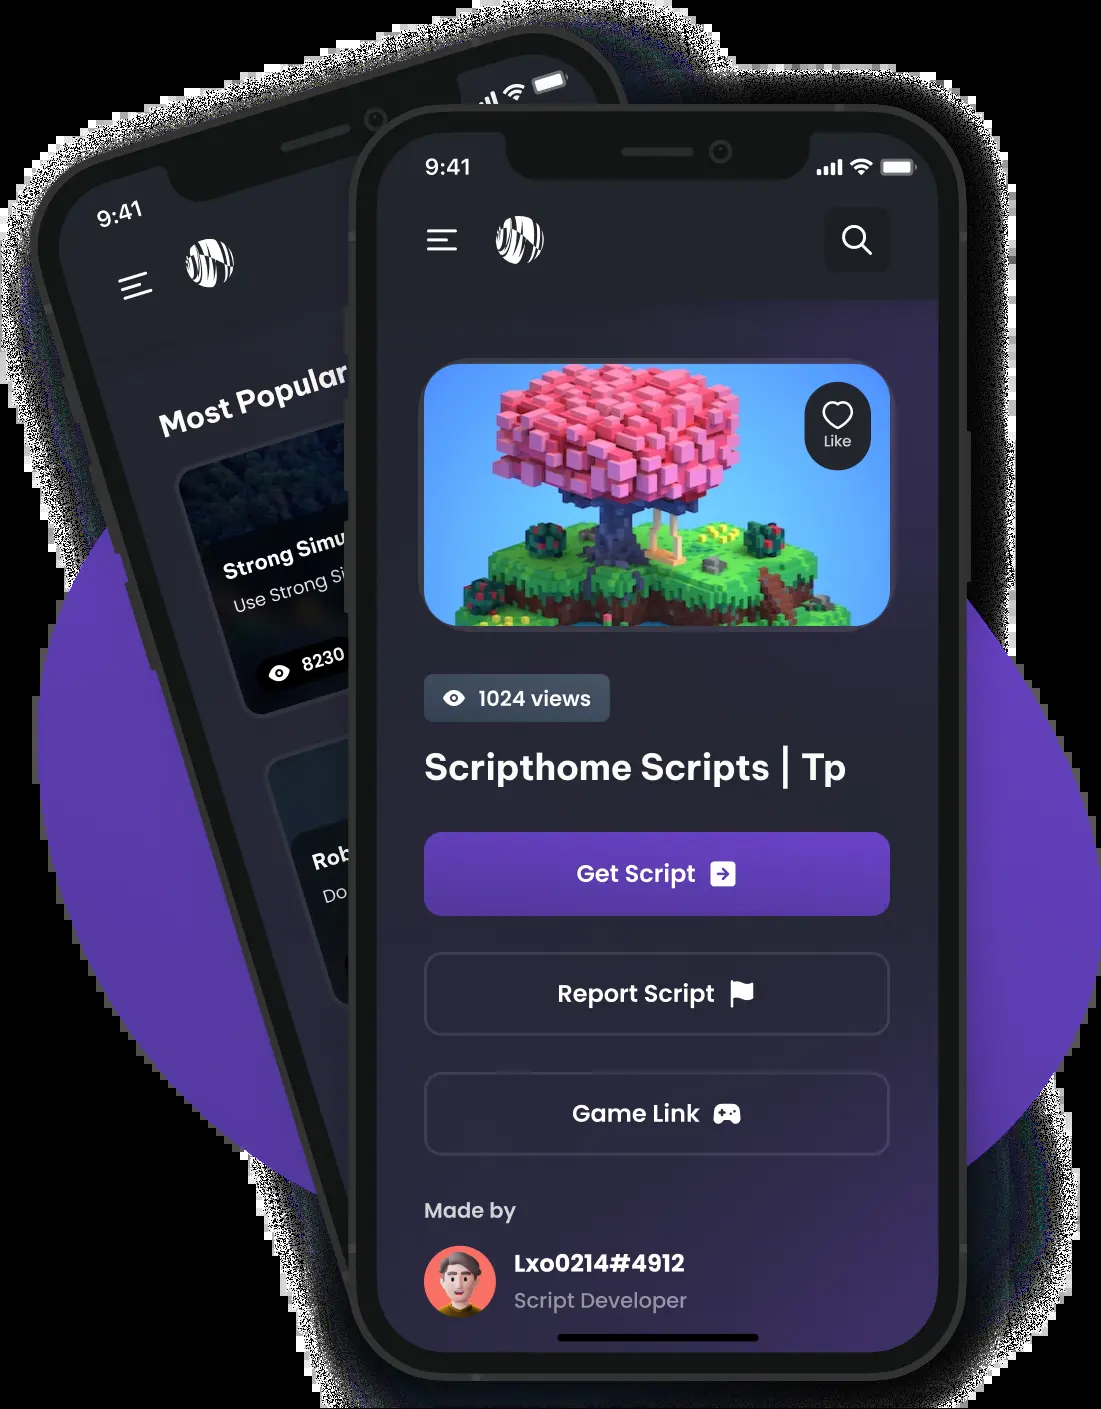 9:41
Most Popular
Strong Simu
Use Strong Si
8230
Rob
Do
9:41
Like
1024 views
Scripthome Scripts | Tp
Get Script
Report Script
Game Link
Made by
Lxo0214#4912
Script Developer